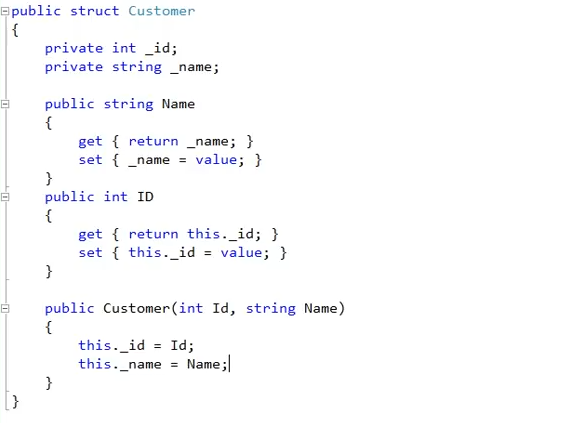 public struct Customer
{
    private int _id;
    private string _name;

    public string Name
    {
        get { return _name; }
        set { _name = value; }
    }
    public int ID
    {
        get { return this._id; }
        set { this._id = value; }
    }

    public Customer(int Id, string Name)
    {
        this._id = Id;
        this._name = Name;
    }
}